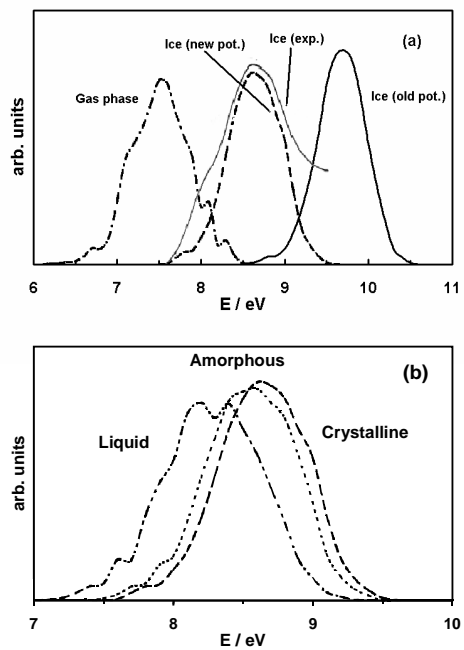 (a)
Ice (new pot.)
Ice (exp.)
Gas phase
Ice (old pot.)
arb. units
6 7 8 9 10 11
E / eV
Amorphous
(b)
Liquid
Crystalline
arb. units
7 8 9 10
E / eV